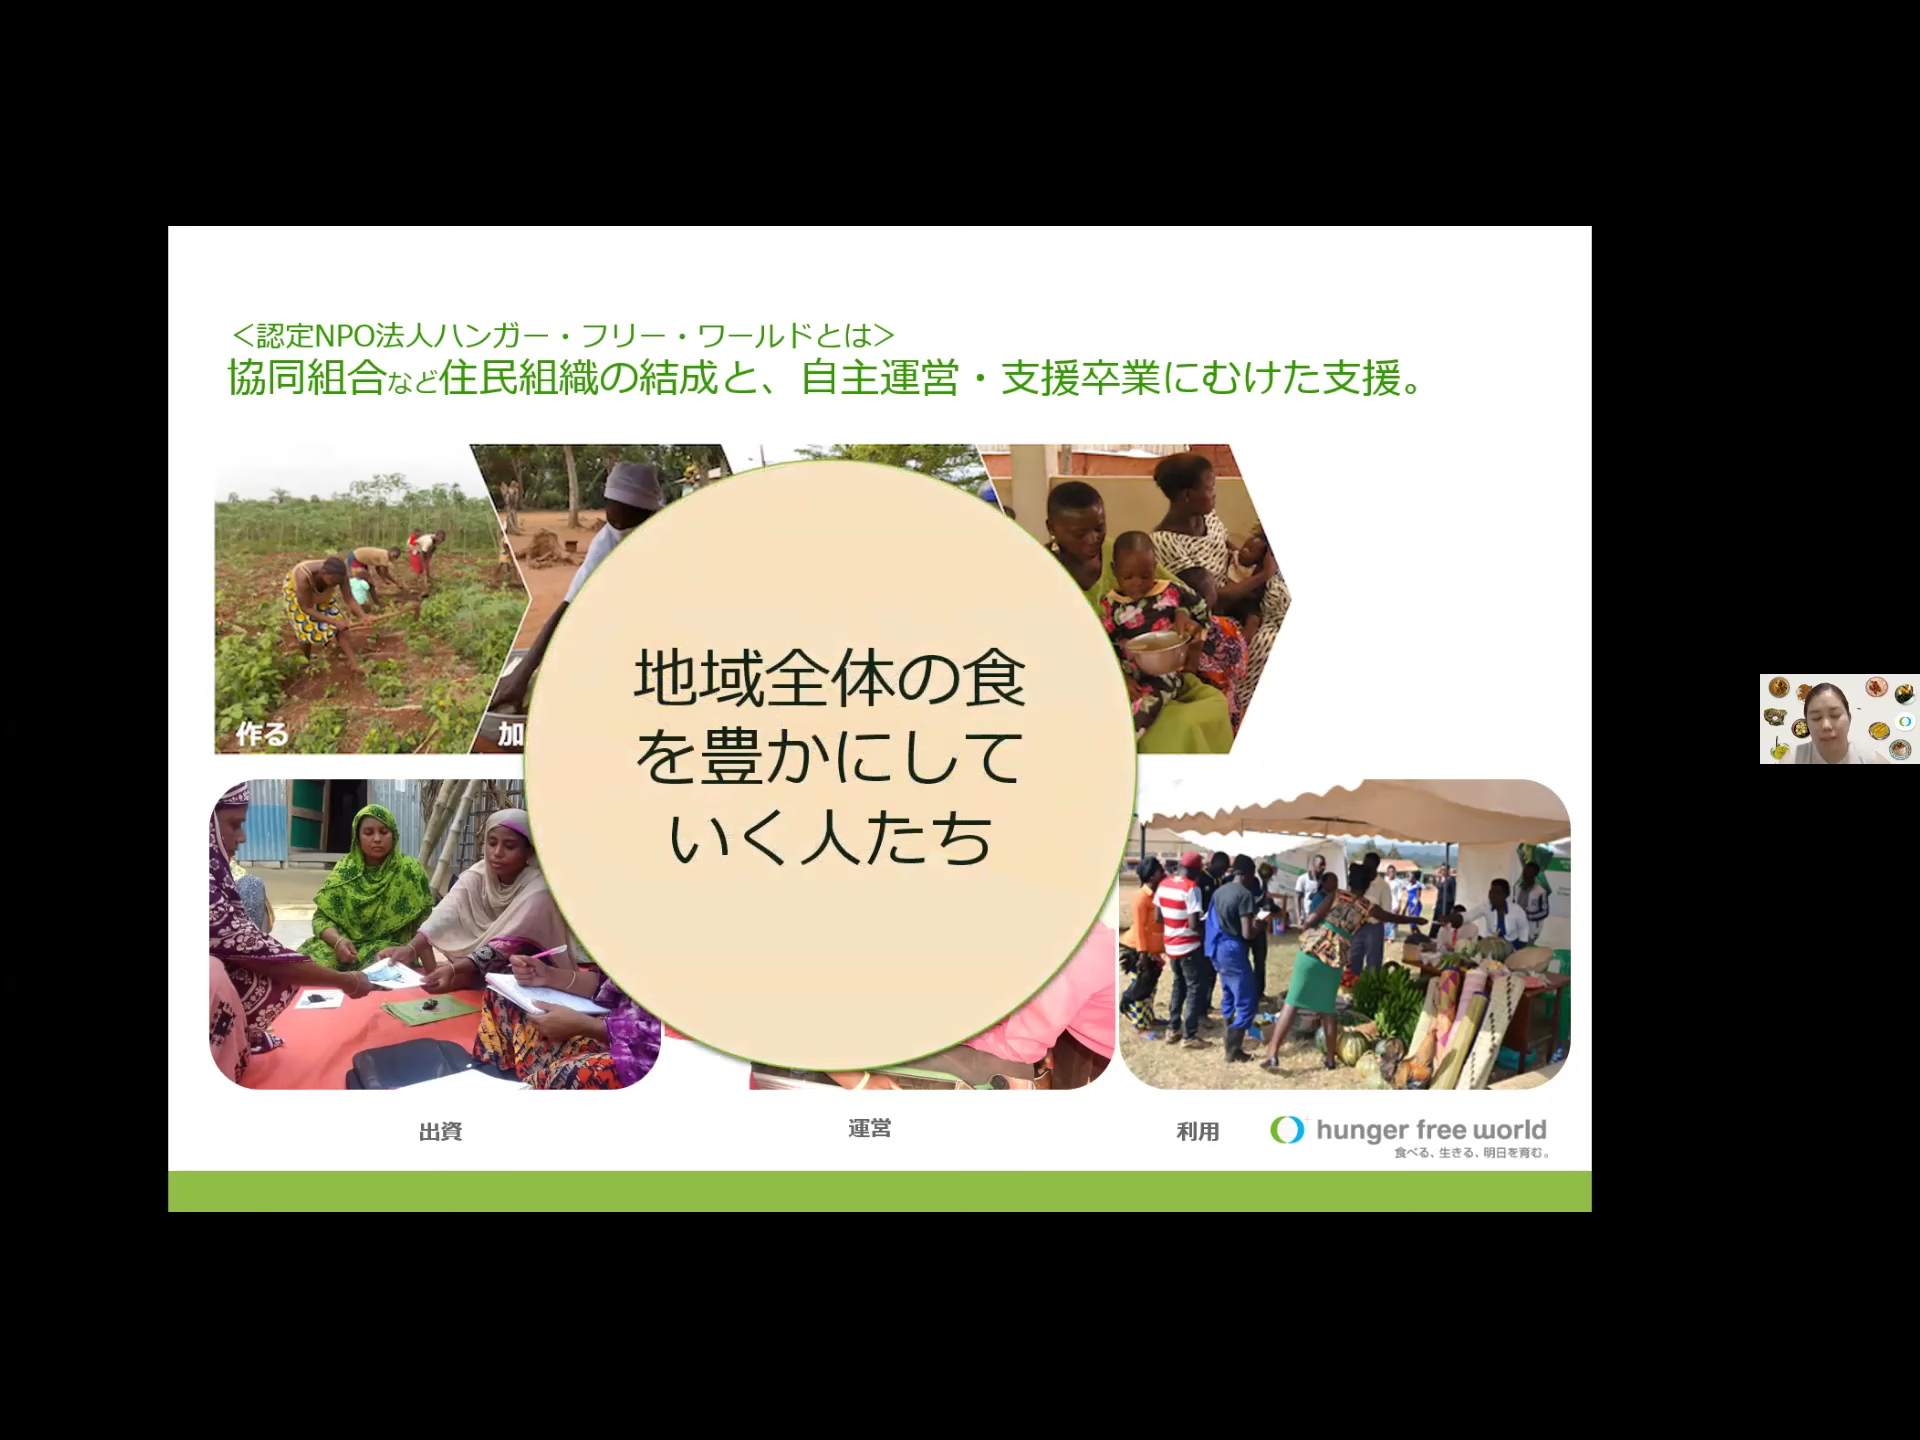 ＜認定NPO法人ハンガー・フリー・ワールドとは＞
協同組合など住民組織の結成と、自主運営・支援卒業にむけた支援。
作る
加
地域全体の食
を豊かにして
いく人たち
出資
運営
利用
hunger free world
食べる、生きる、明日を育む。